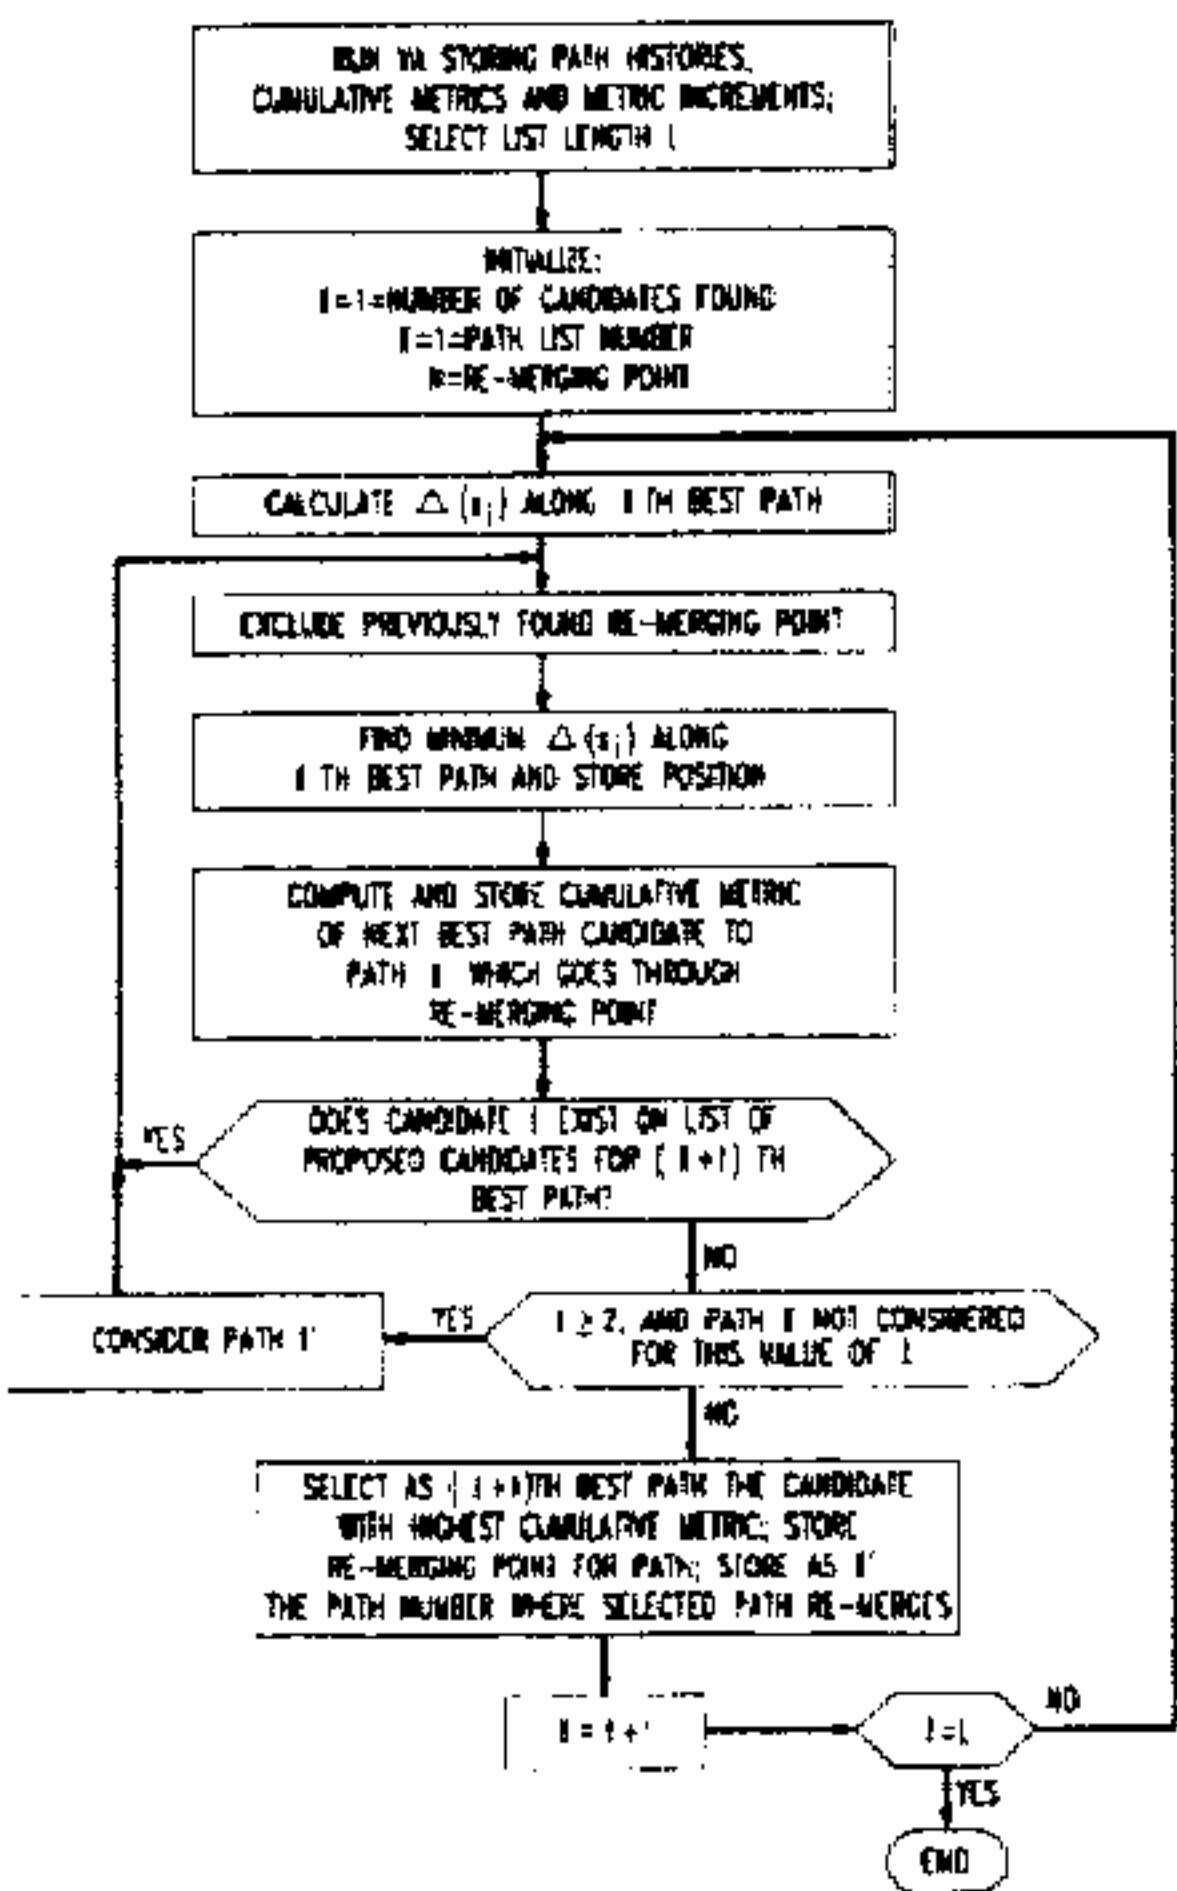 RUN VA STORING PATH HISTORIES,
CUMULATIVE METRICS AND METRIC INCREMENTS;
SELECT LIST LENGTH L
INITIALIZE:
=1=NUMBER OF CANDIDATES FOUND
=1=PATH LIST NUMBER
=RE-MERGING POINT
CALCULATE Δ ALONG TH BEST PATH
EXCLUDE PREVIOUSLY FOUND RE-MERGING POINT
FIND MINIMUM Δ ALONG
TH BEST PATH AND STORE POSITION
COMPUTE AND STORE CUMULATIVE METRIC
OF NEXT BEST PATH CANDIDATE TO
PATH WHICH GOES THROUGH
RE-MERGING POINT
DOES CANDIDATE EXIST ON LIST OF
PROPOSED CANDIDATES FOR ( +1) TH
BEST PATH?
YES
NO
≥ 2, AND PATH NOT CONSIDERED
FOR THIS VALUE OF
YES
CONSIDER PATH
NO
SELECT AS ( +1)TH BEST PATH THE CANDIDATE
WITH HIGHEST CUMULATIVE METRIC; STORE
RE-MERGING POINT FOR PATH; STORE AS
THE PATH NUMBER WHERE SELECTED PATH RE-MERGES
=L
NO
YES
END